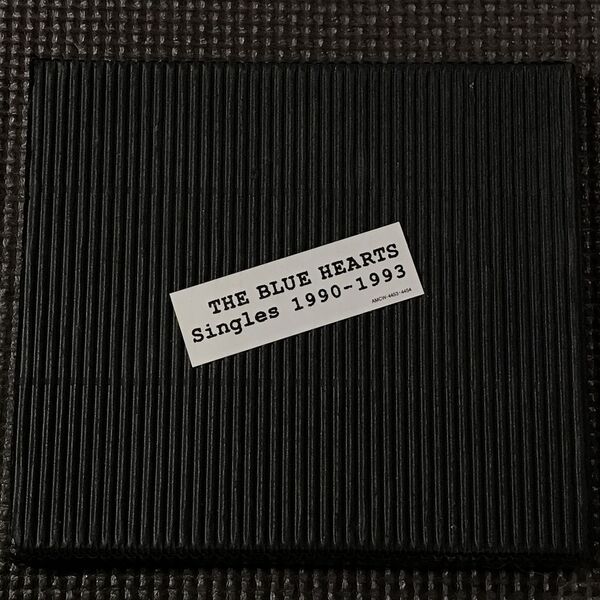 THE BLUE HEARTS
Singles 1990-1993
AMCW-4453~4454